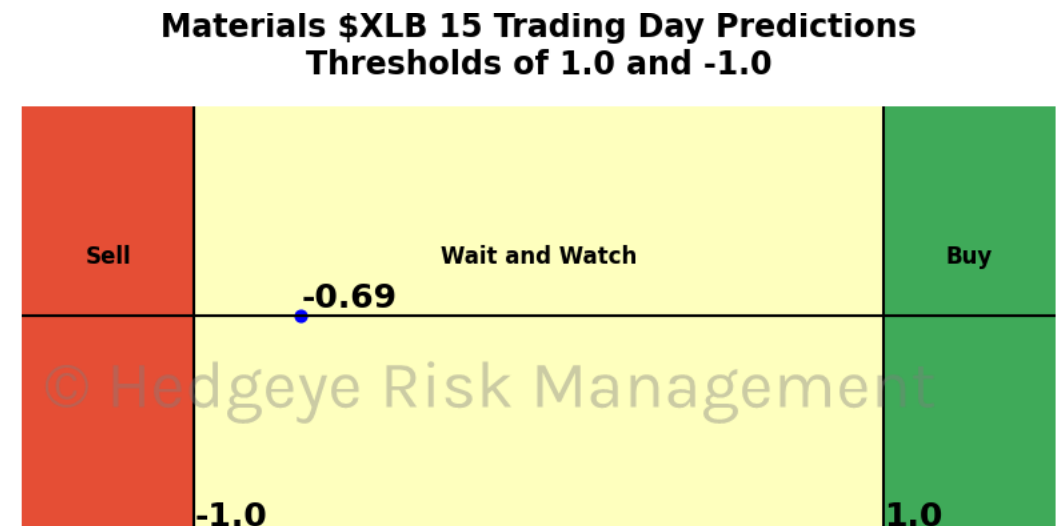 Materials $XLB 15 Trading Day Predictions
Thresholds of 1.0 and -1.0
Sell
Wait and Watch
Buy
-0.69
© Hedgeye Risk Management
-1.0
1.0